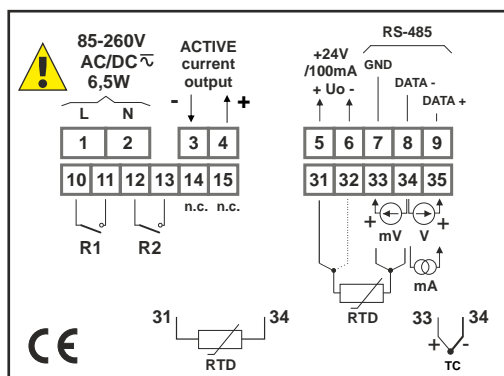 85-260V
AC/DC
6,5W
L N
ACTIVE
current
output
- +
+24V
/100mA
+ Uo -
RS-485
GND
DATA -
DATA +
1 2 3 4 5 6 7 8 9
10 11 12 13 14 15 31 32 33 34 35
n.c. n.c.
R1 R2
+ mV V +
mA
RTD
31 34
RTD
33 34
+ -
TC
CE